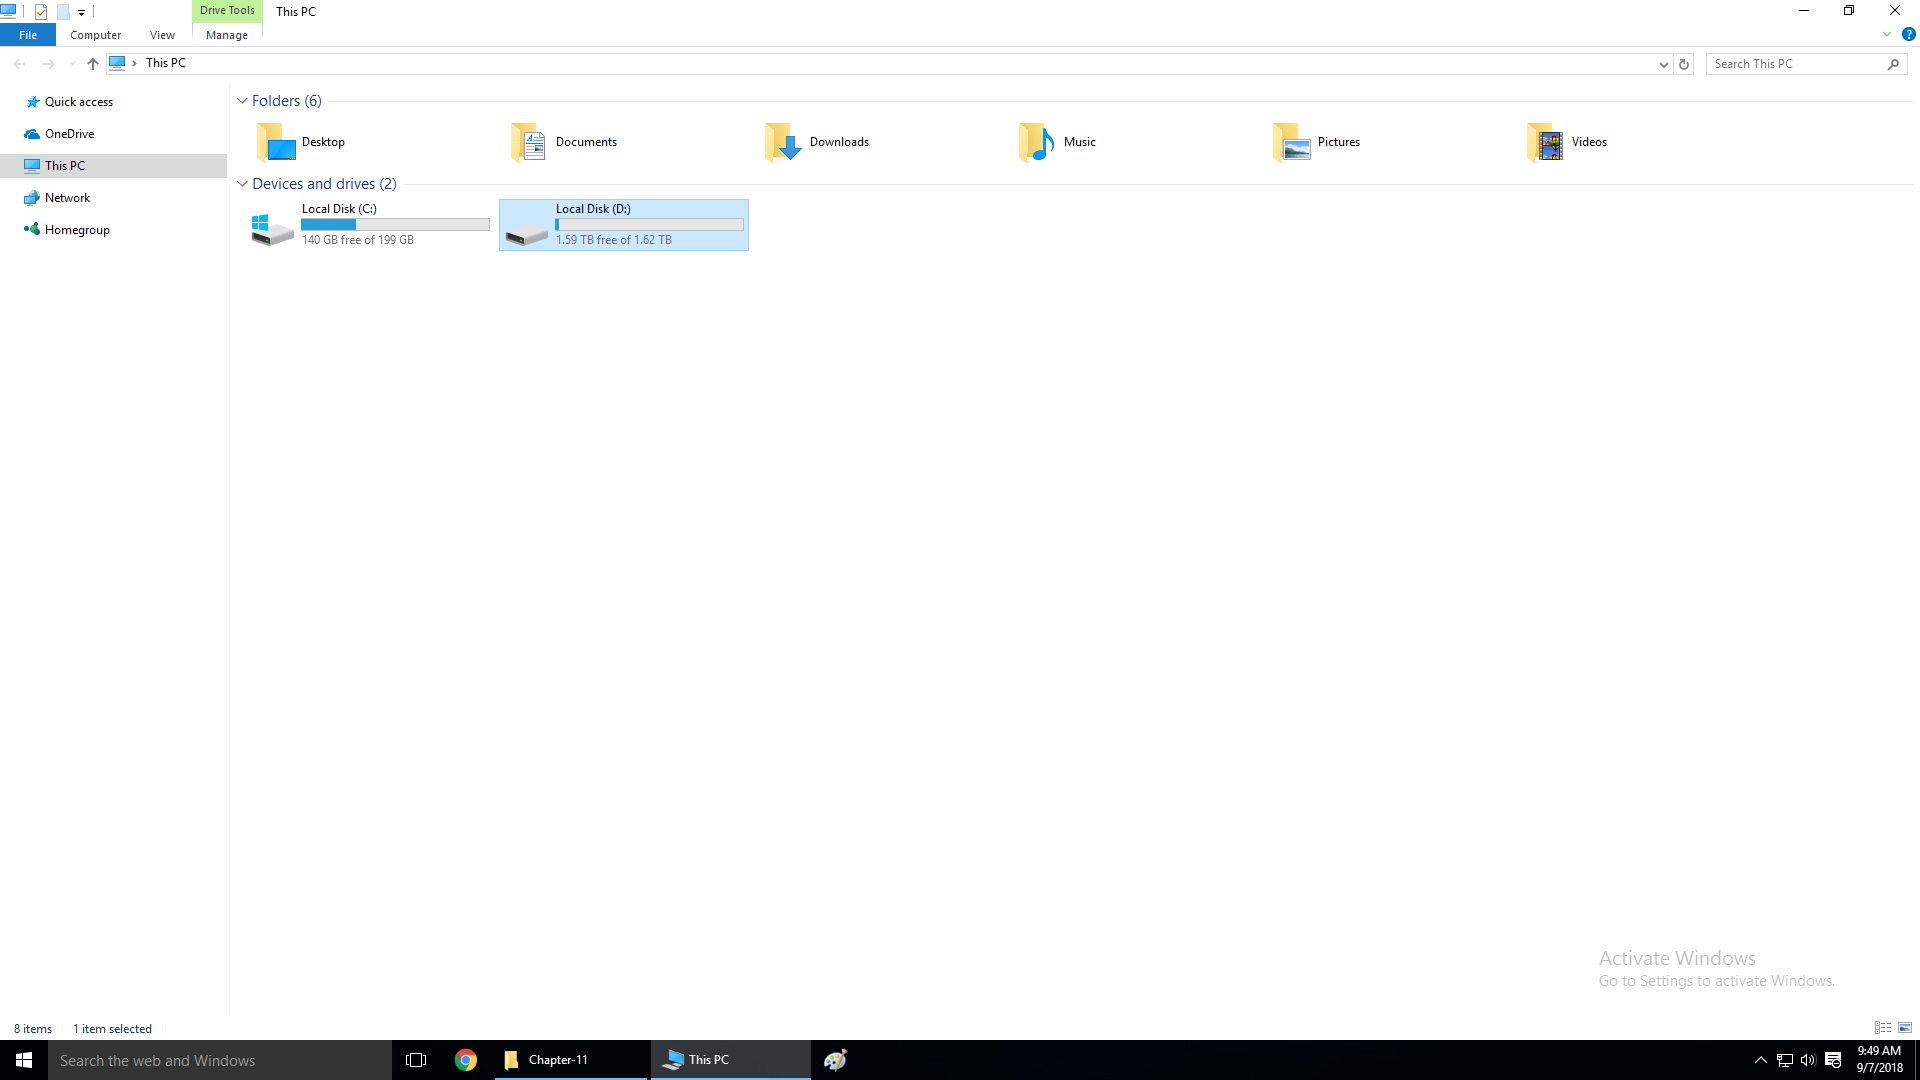 Drive Tools
This PC
File
Computer
View
Manage
?
This PC
Search This PC
Quick access
OneDrive
This PC
Network
Homegroup
Folders (6)
Desktop
Documents
Downloads
Music
Pictures
Videos
Devices and drives (2)
Local Disk (C:)
140 GB free of 199 GB
Local Disk (D:)
1.59 TB free of 1.62 TB
Activate Windows
Go to Settings to activate Windows.
8 items
1 item selected
Search the web and Windows
Chapter-11
This PC
9:49 AM
9/7/2018